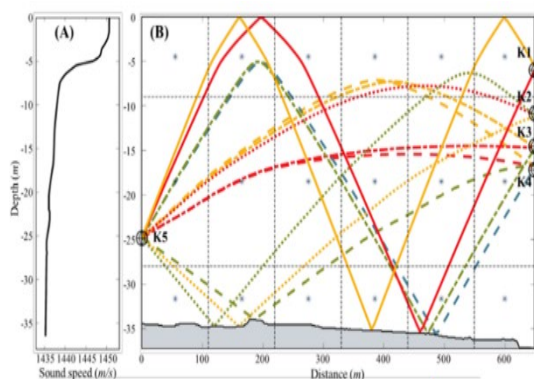 (A)
(B)
0
-5
-10
-15
-20
-25
-30
-35
Depth(m)
1435 1440 1445 1450
Sound speed (m/s)
0
-5
-10
-15
-20
-25
-30
-35
K1
K2
K3
K4
K5
0 100 200 300 400 500 600
Distance (m)